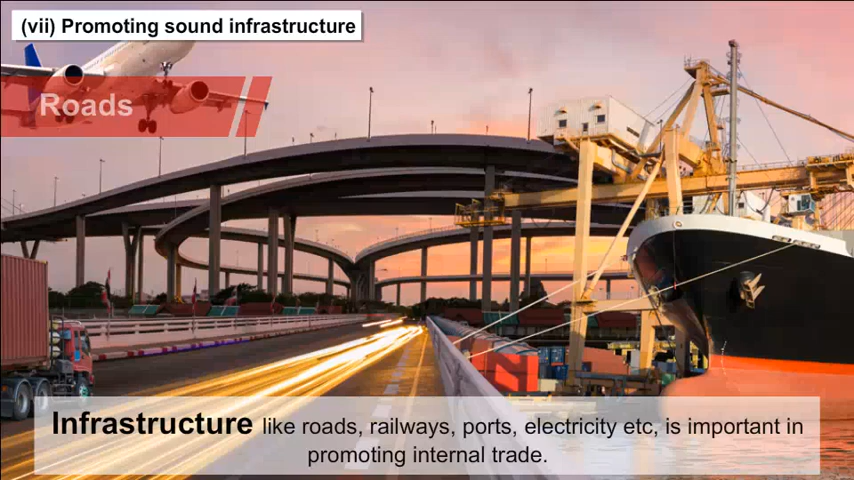 (vii) Promoting sound infrastructure
Roads
Infrastructure like roads, railways, ports, electricity etc, is important in
promoting internal trade.